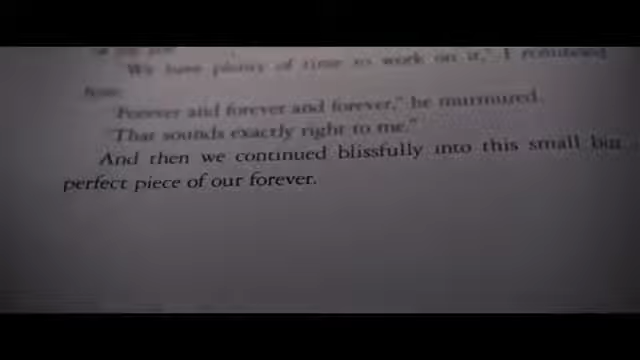 "We have plenty of time to work on it," I reminded
him.
"Forever and forever and forever," he murmured.
"That sounds exactly right to me."
And then we continued blissfully into this small but
perfect piece of our forever.